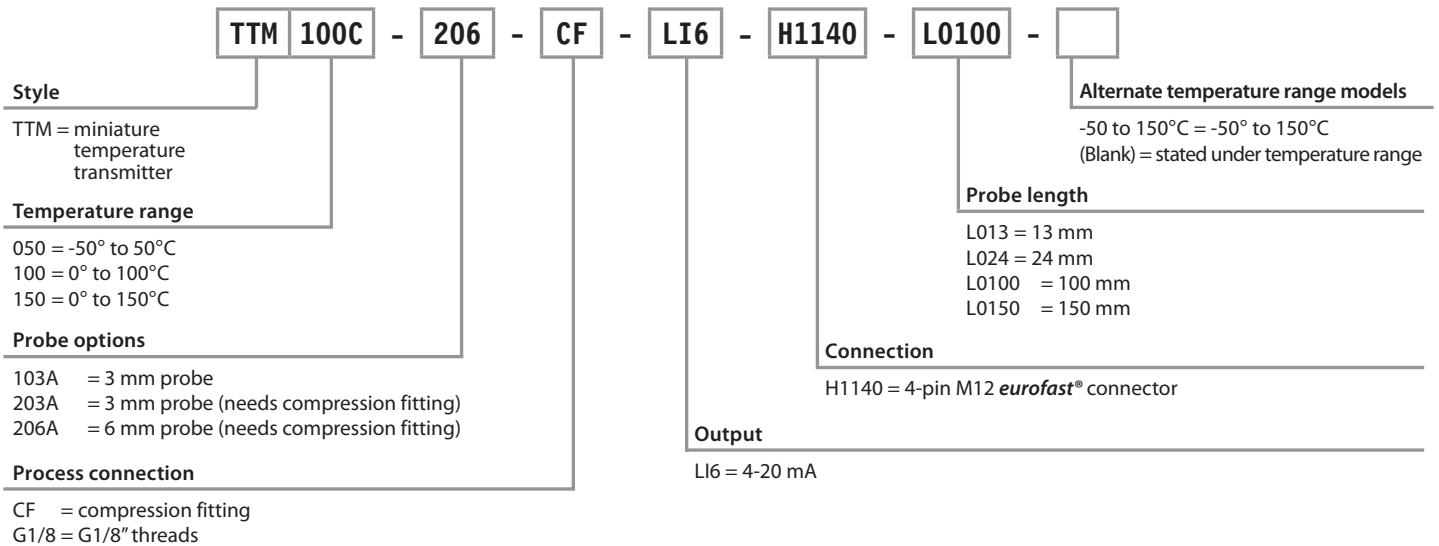 TTM 100C - 206 - CF - LI6 - H1140 - L0100 -
Style
TTM = miniature
temperature
transmitter
Temperature range
050 = -50° to 50°C
100 = 0° to 100°C
150 = 0° to 150°C
Probe options
103A = 3 mm probe
203A = 3 mm probe (needs compression fitting)
206A = 6 mm probe (needs compression fitting)
Process connection
CF = compression fitting
G1/8 = G1/8” threads
Alternate temperature range models
-50 to 150°C = -50° to 150°C
(Blank) = stated under temperature range
Probe length
L013 = 13 mm
L024 = 24 mm
L0100 = 100 mm
L0150 = 150 mm
Connection
H1140 = 4-pin M12 eurofast® connector
Output
LI6 = 4-20 mA